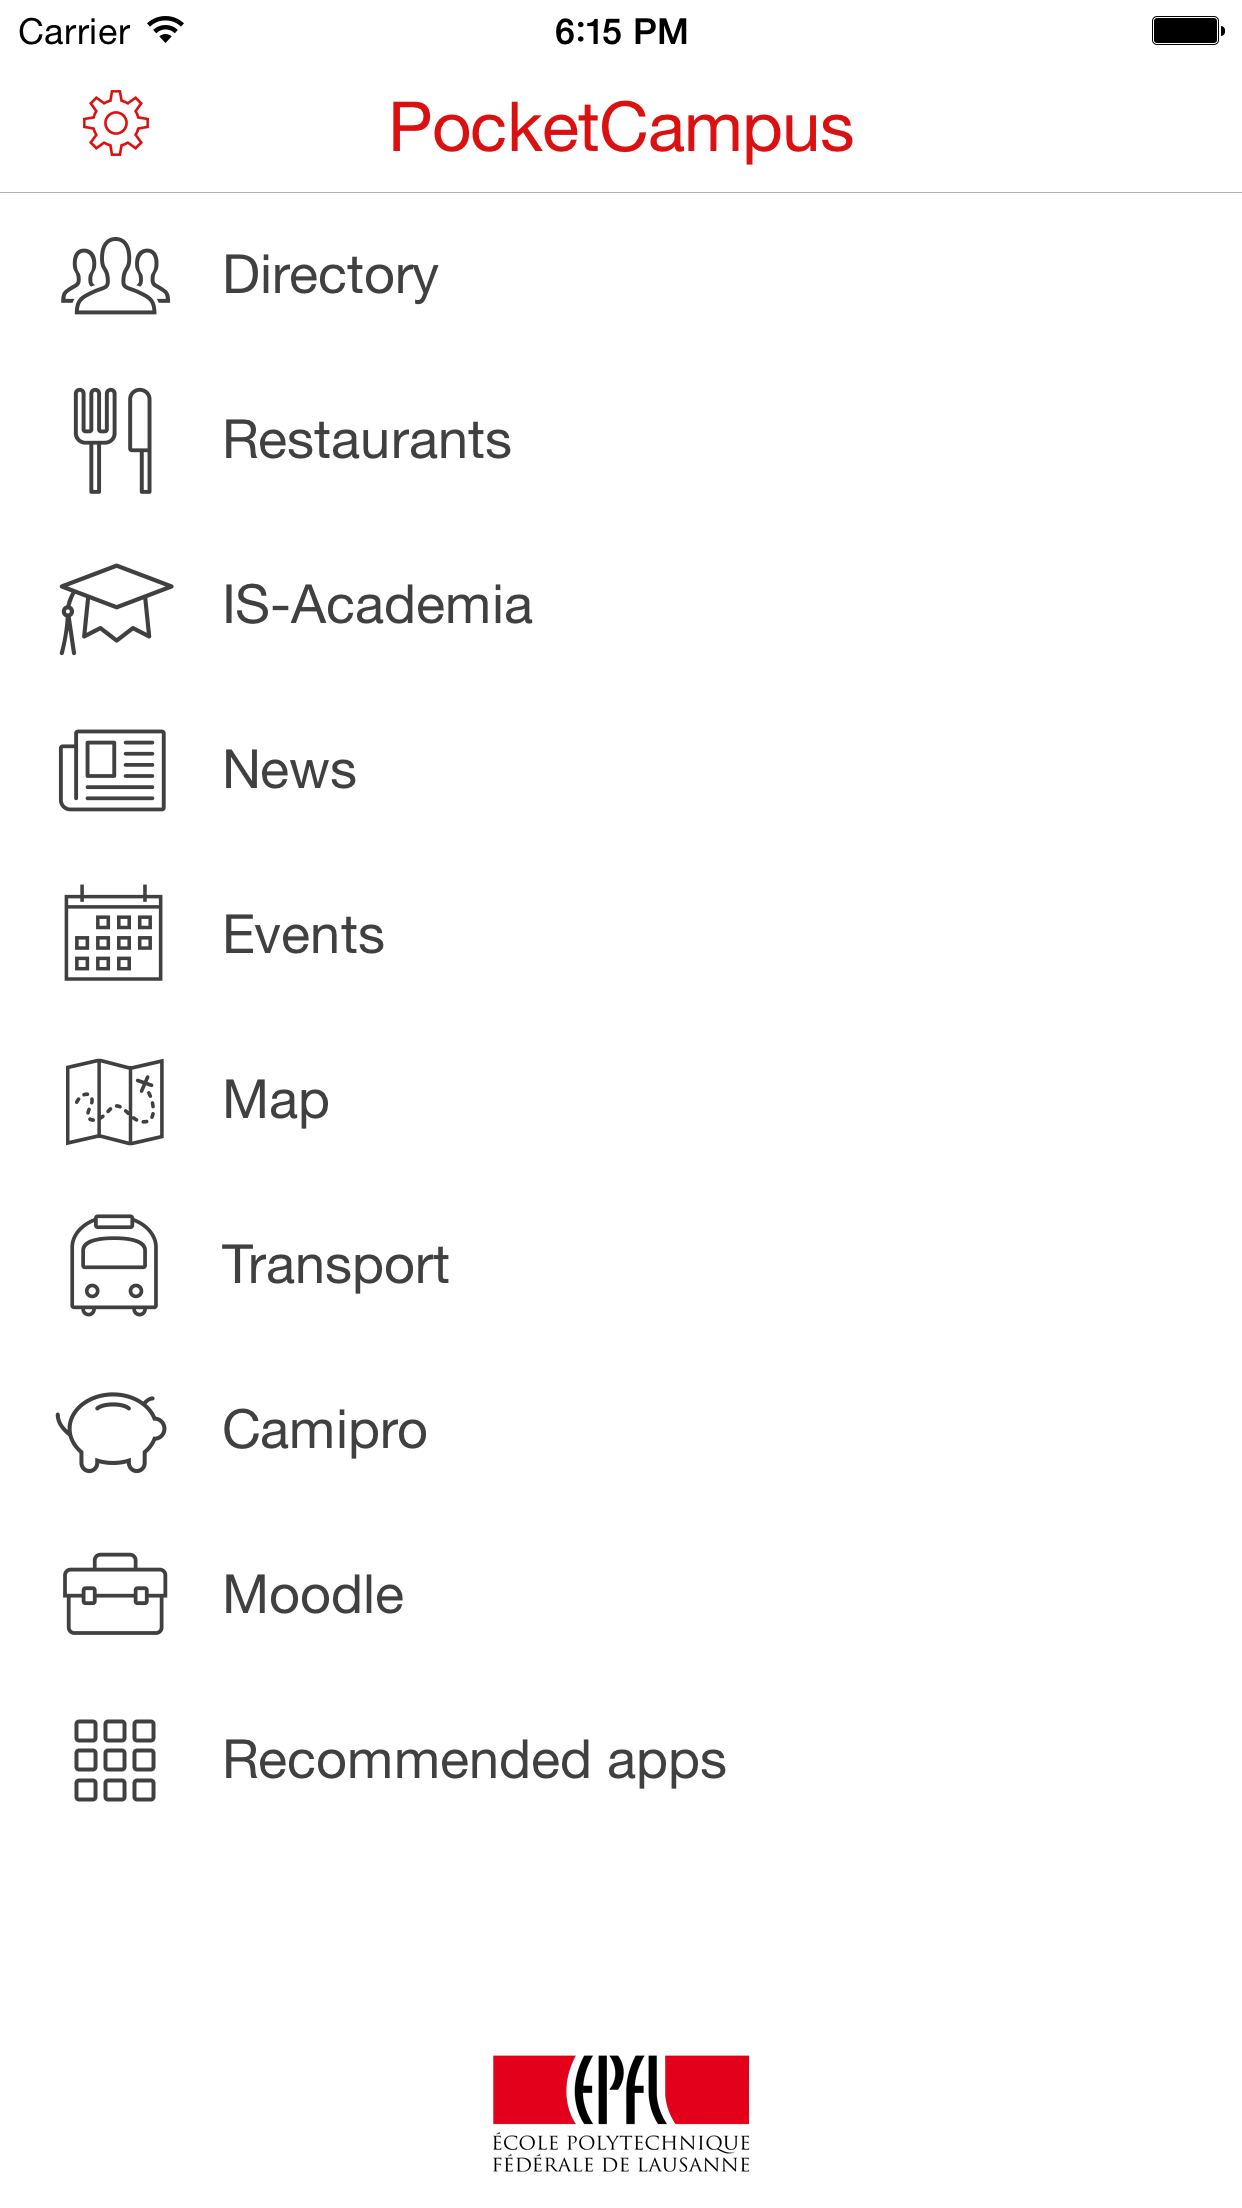 Carrier 6:15 PM
PocketCampus
Directory
Restaurants
IS-Academia
News
Events
Map
Transport
Camipro
Moodle
Recommended apps
EPFL
ÉCOLE POLYTECHNIQUE
FÉDÉRALE DE LAUSANNE